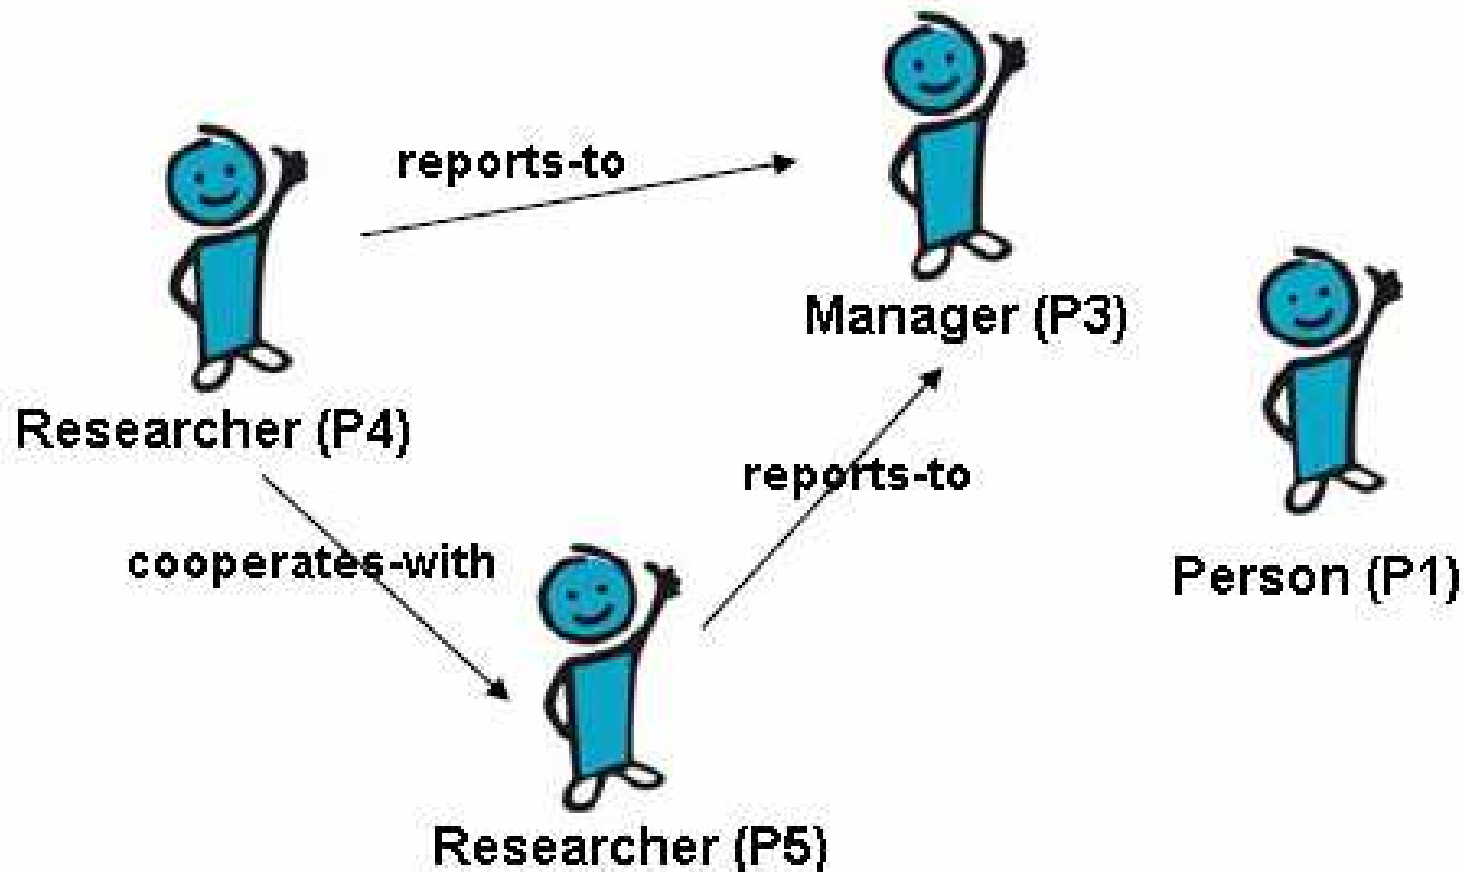 reports-to
Manager (P3)
Researcher (P4)
reports-to
cooperates-with
Person (P1)
Researcher (P5)